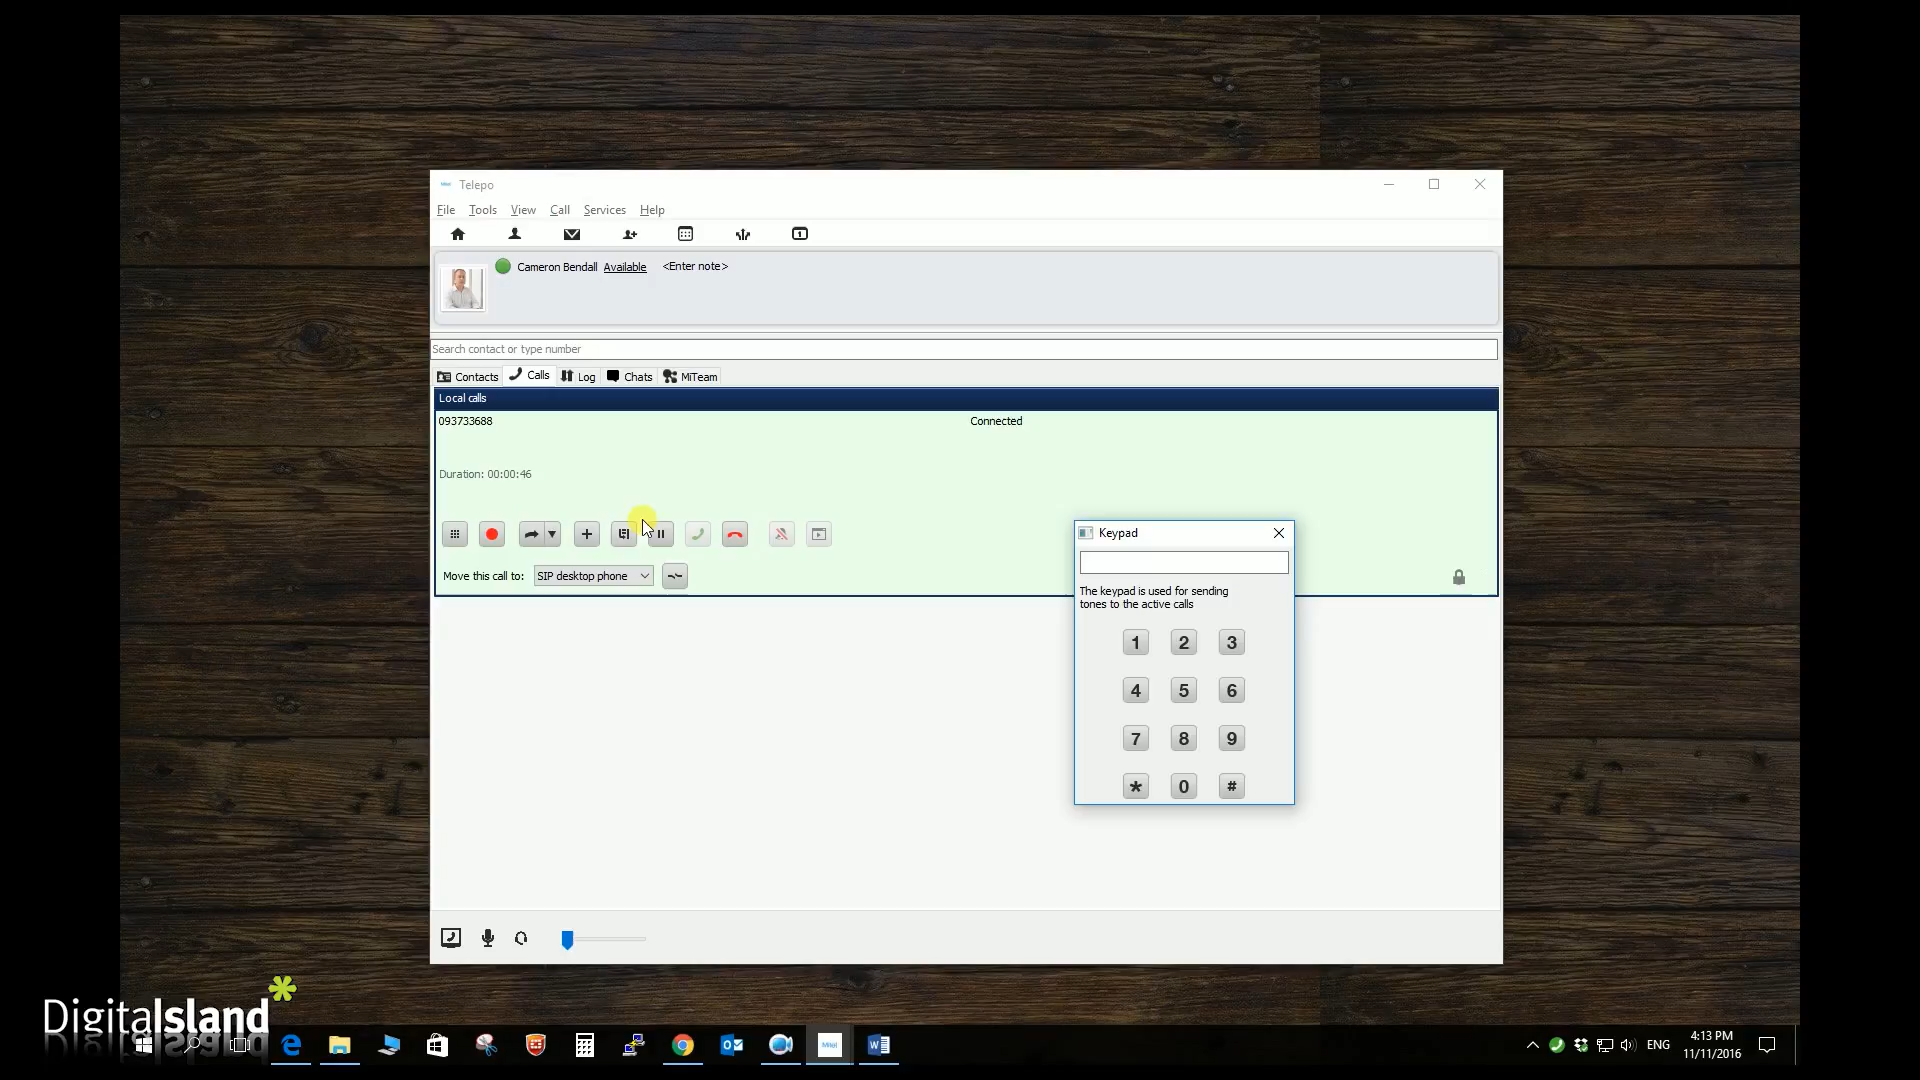 Telepo
File Tools View Call Services Help
1
Cameron Bendall Available <Enter note>
Search contact or type number
Contacts Calls Log Chats MiTeam
Local calls
093733688 Connected
Duration: 00:00:46
Move this call to: SIP desktop phone
Keypad
The keypad is used for sending
tones to the active calls
1 2 3
4 5 6
7 8 9
* 0 #
DigitalIsland
Mitel
ENG
4:13 PM
11/11/2016